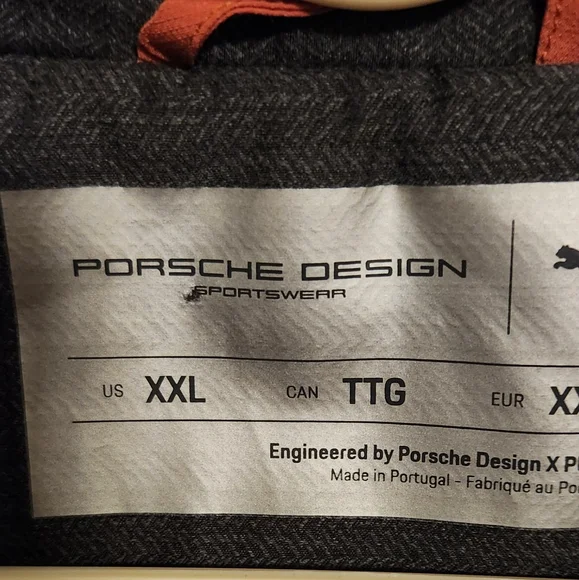 PORSCHE DESIGN
SPORTSWEAR
US XXL CAN TTG EUR
Engineered by Porsche Design X
Made in Portugal - Fabriqué au